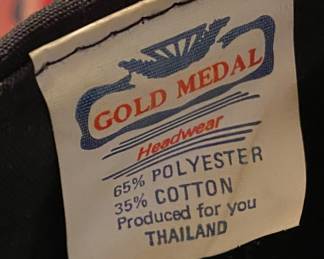 GOLD MEDAL
Headwear
65% POLYESTER
35% COTTON
Produced for you
THAILAND